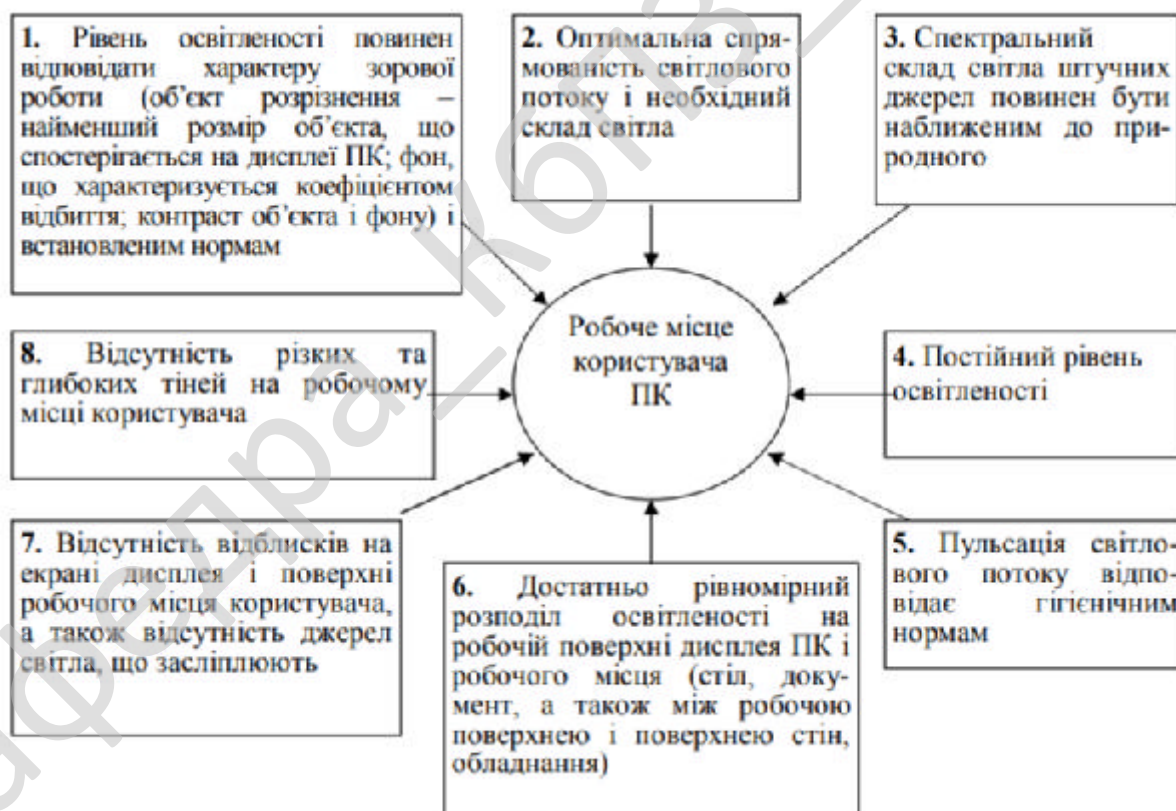 1. Рівень освітленості повинен
відповідати характеру зорової
роботи (об’єкт розрізнення –
найменший розмір об’єкта, що
спостерігається на дисплеї ПК; фон,
що характеризується коефіцієнтом
відбиття; контраст об’єкта і фону) і
встановленим нормам
2. Оптимальна спря-
мованість світлового
потоку і необхідний
склад світла
3. Спектральний
склад світла штучних
джерел повинен бути
наближеним до при-
родного
Робоче місце
користувача
ПК
8. Відсутність різких та
глибоких тіней на робочому
місці користувача
4. Постійний рівень
освітленості
7. Відсутність відблисків на
екрані дисплея і поверхні
робочого місця користувача,
а також відсутність джерел
світла, що засліплюють
6. Достатньо рівномірний
розподіл освітленості на
робочій поверхні дисплея ПК і
робочого місця (стіл, доку-
мент, а також між робочою
поверхнею і поверхнею стін,
обладнання)
5. Пульсація світло-
вого потоку відпо-
відає гігієнічним
нормам
афедра_КБПЗ_